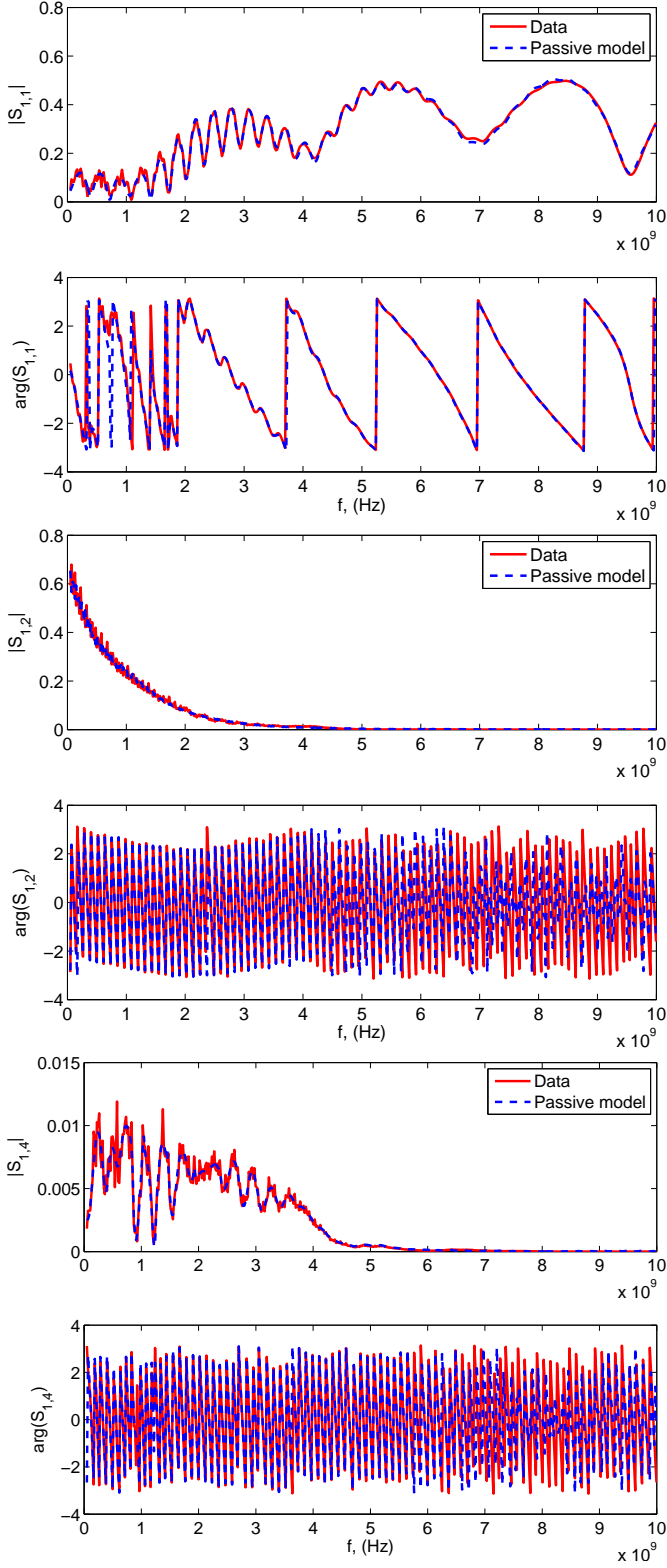 0.8
0.6
0.4
0.2
0
|S1,1|
Data
Passive model
0 1 2 3 4 5 6 7 8 9 10
x 10^9
4
2
0
−2
−4
arg(S1,1)
0 1 2 3 4 5 6 7 8 9 10
f, (Hz)
x 10^9
0.8
0.6
0.4
0.2
0
|S1,2|
Data
Passive model
0 1 2 3 4 5 6 7 8 9 10
x 10^9
4
2
0
−2
−4
arg(S1,2)
0 1 2 3 4 5 6 7 8 9 10
f, (Hz)
x 10^9
0.015
0.01
0.005
0
|S1,4|
Data
Passive model
0 1 2 3 4 5 6 7 8 9 10
x 10^9
4
2
0
−2
−4
arg(S1,4)
0 1 2 3 4 5 6 7 8 9 10
f, (Hz)
x 10^9